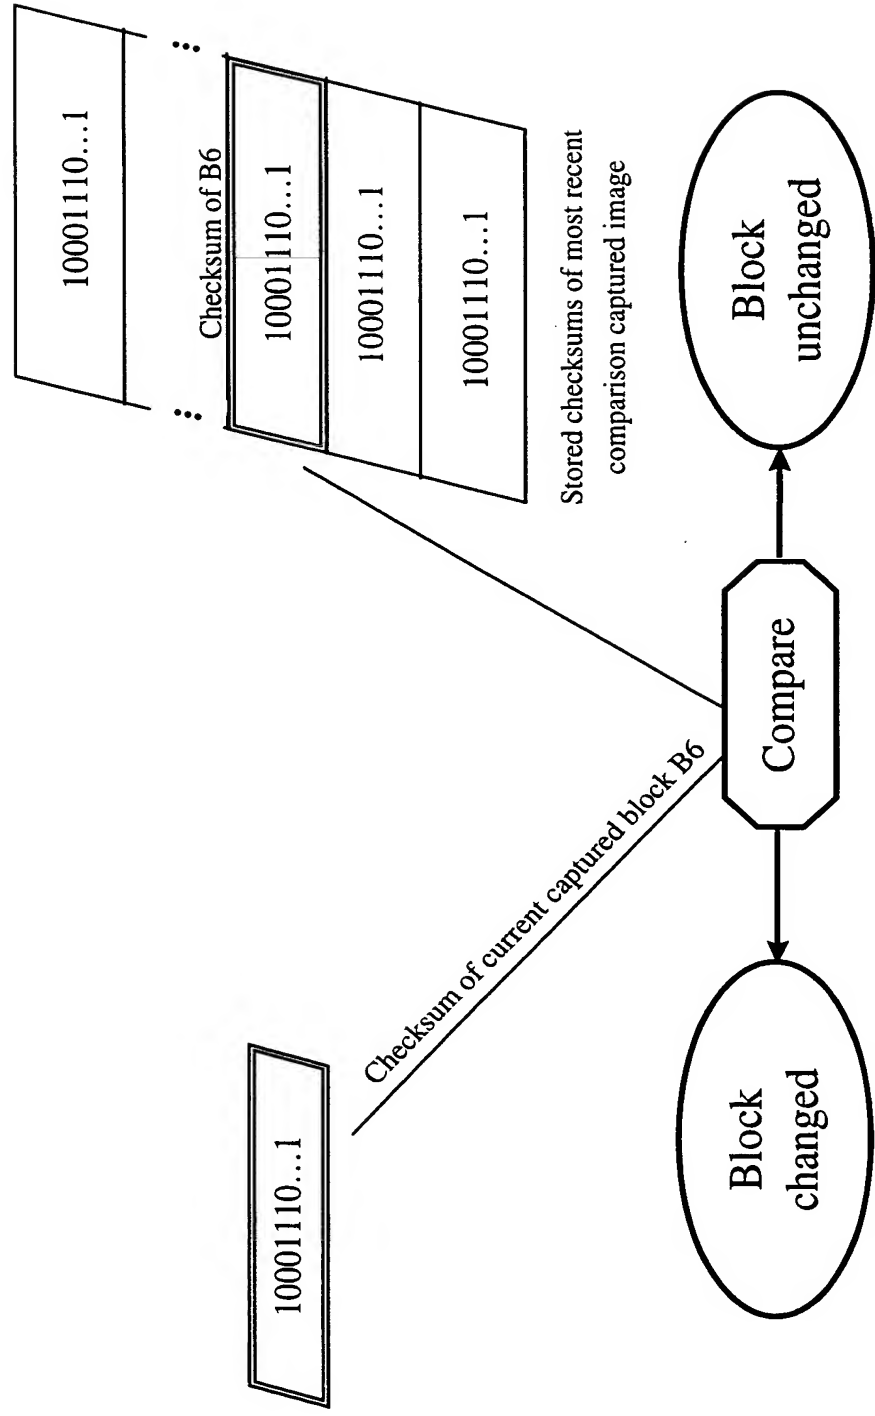 10001110...1
...
...
Checksum of B6
10001110...1
10001110...1
10001110...1
Stored checksums of most recent
comparison captured image
10001110...1
Checksum of current captured block B6
Compare
Block
changed
Block
unchanged